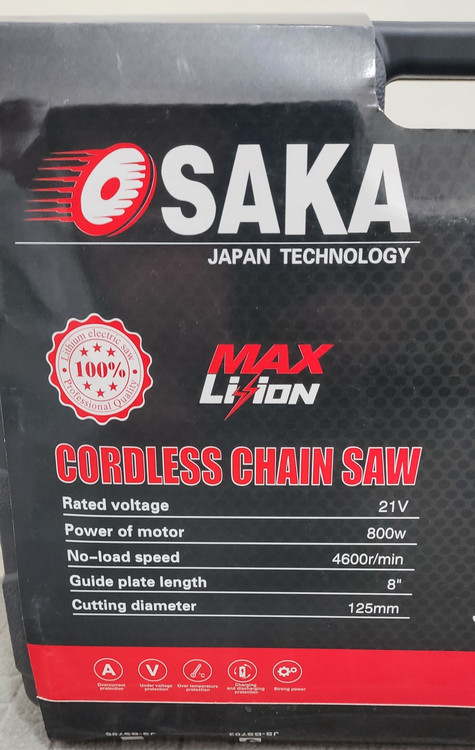 OSAKA
JAPAN TECHNOLOGY
Lithium electric saw
100%
Professional Quality
MAX
Li-ion
CORDLESS CHAIN SAW
Rated voltage 21V
Power of motor 800w
No-load speed 4600r/min
Guide plate length 8"
Cutting diameter 125mm
A
V
°C
Overcurrent protection
Under voltage protection
Over temperature protection
Charging and discharging protection
Strong power